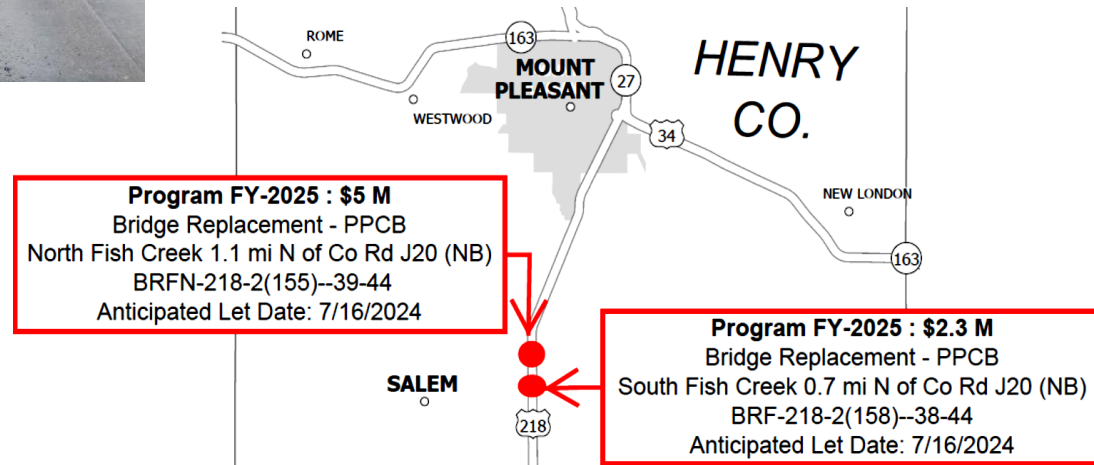 ROME
163
HENRY
CO.
MOUNT
PLEASANT
27
WESTWOOD
34
NEW LONDON
163
Program FY-2025 : $5 M
Bridge Replacement - PPCB
North Fish Creek 1.1 mi N of Co Rd J20 (NB)
BRFN-218-2(155)--39-44
Anticipated Let Date: 7/16/2024
Program FY-2025 : $2.3 M
Bridge Replacement - PPCB
South Fish Creek 0.7 mi N of Co Rd J20 (NB)
BRF-218-2(158)--38-44
Anticipated Let Date: 7/16/2024
SALEM
218